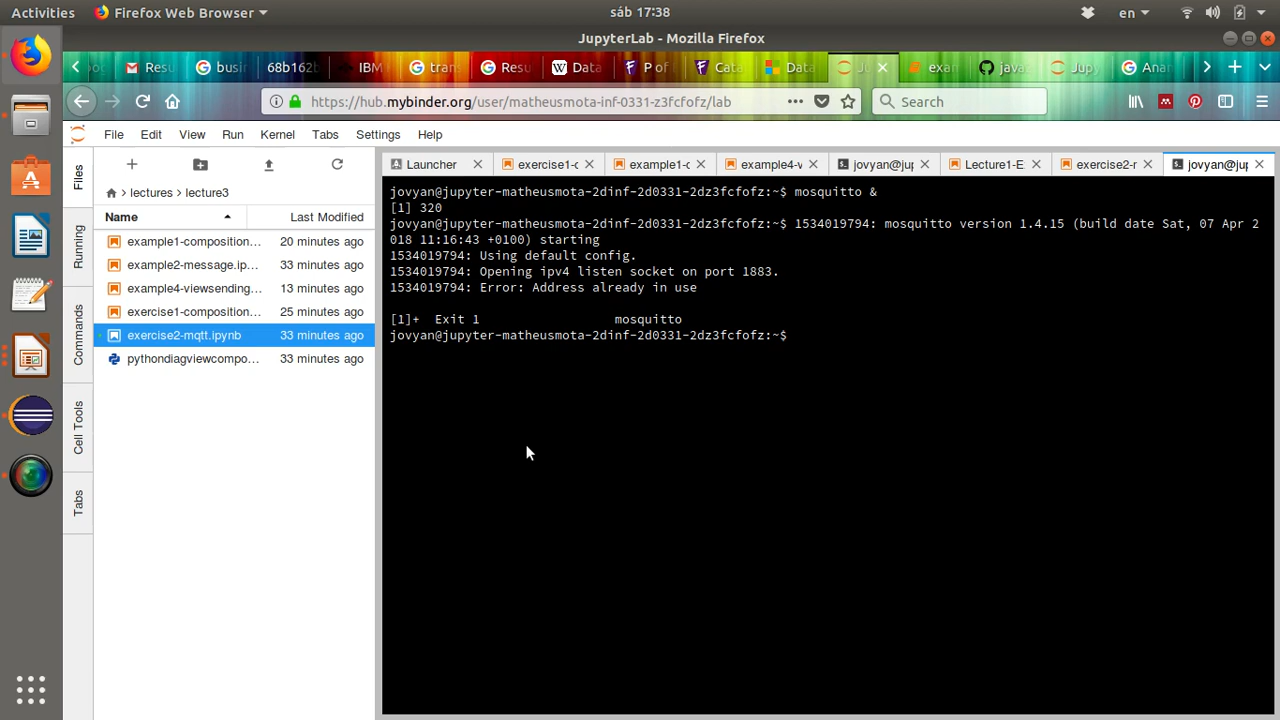 Activities
Firefox Web Browser
sáb 17:38
en
JupyterLab - Mozilla Firefox
Resu
busin
68b162b
IBM
trans
Resu
Data
P of
Cata
Data
exam
java
Jupy
Anar
https://hub.mybinder.org/user/matheusmota-inf-0331-z3fcfofz/lab
Search
File Edit View Run Kernel Tabs Settings Help
Files
Running
Commands
Cell Tools
Tabs
lectures > lecture3
Name Last Modified
example1-composition... 20 minutes ago
example2-message.ip... 33 minutes ago
example4-viewsending... 13 minutes ago
exercise1-composition... 25 minutes ago
exercise2-mqtt.ipynb 33 minutes ago
pythondiagviewcompo... 33 minutes ago
Launcher
exercise1-c
example1-c
example4-v
jovyan@jup
Lecture1-E
exercise2-r
jovyan@jup
jovyan@jupyter-matheusmota-2dinf-2d0331-2dz3fcfofz:~$ mosquitto &
[1] 320
jovyan@jupyter-matheusmota-2dinf-2d0331-2dz3fcfofz:~$ 1534019794: mosquitto version 1.4.15 (build date Sat, 07 Apr 2
018 11:16:43 +0100) starting
1534019794: Using default config.
1534019794: Opening ipv4 listen socket on port 1883.
1534019794: Error: Address already in use
[1]+ Exit 1 mosquitto
jovyan@jupyter-matheusmota-2dinf-2d0331-2dz3fcfofz:~$